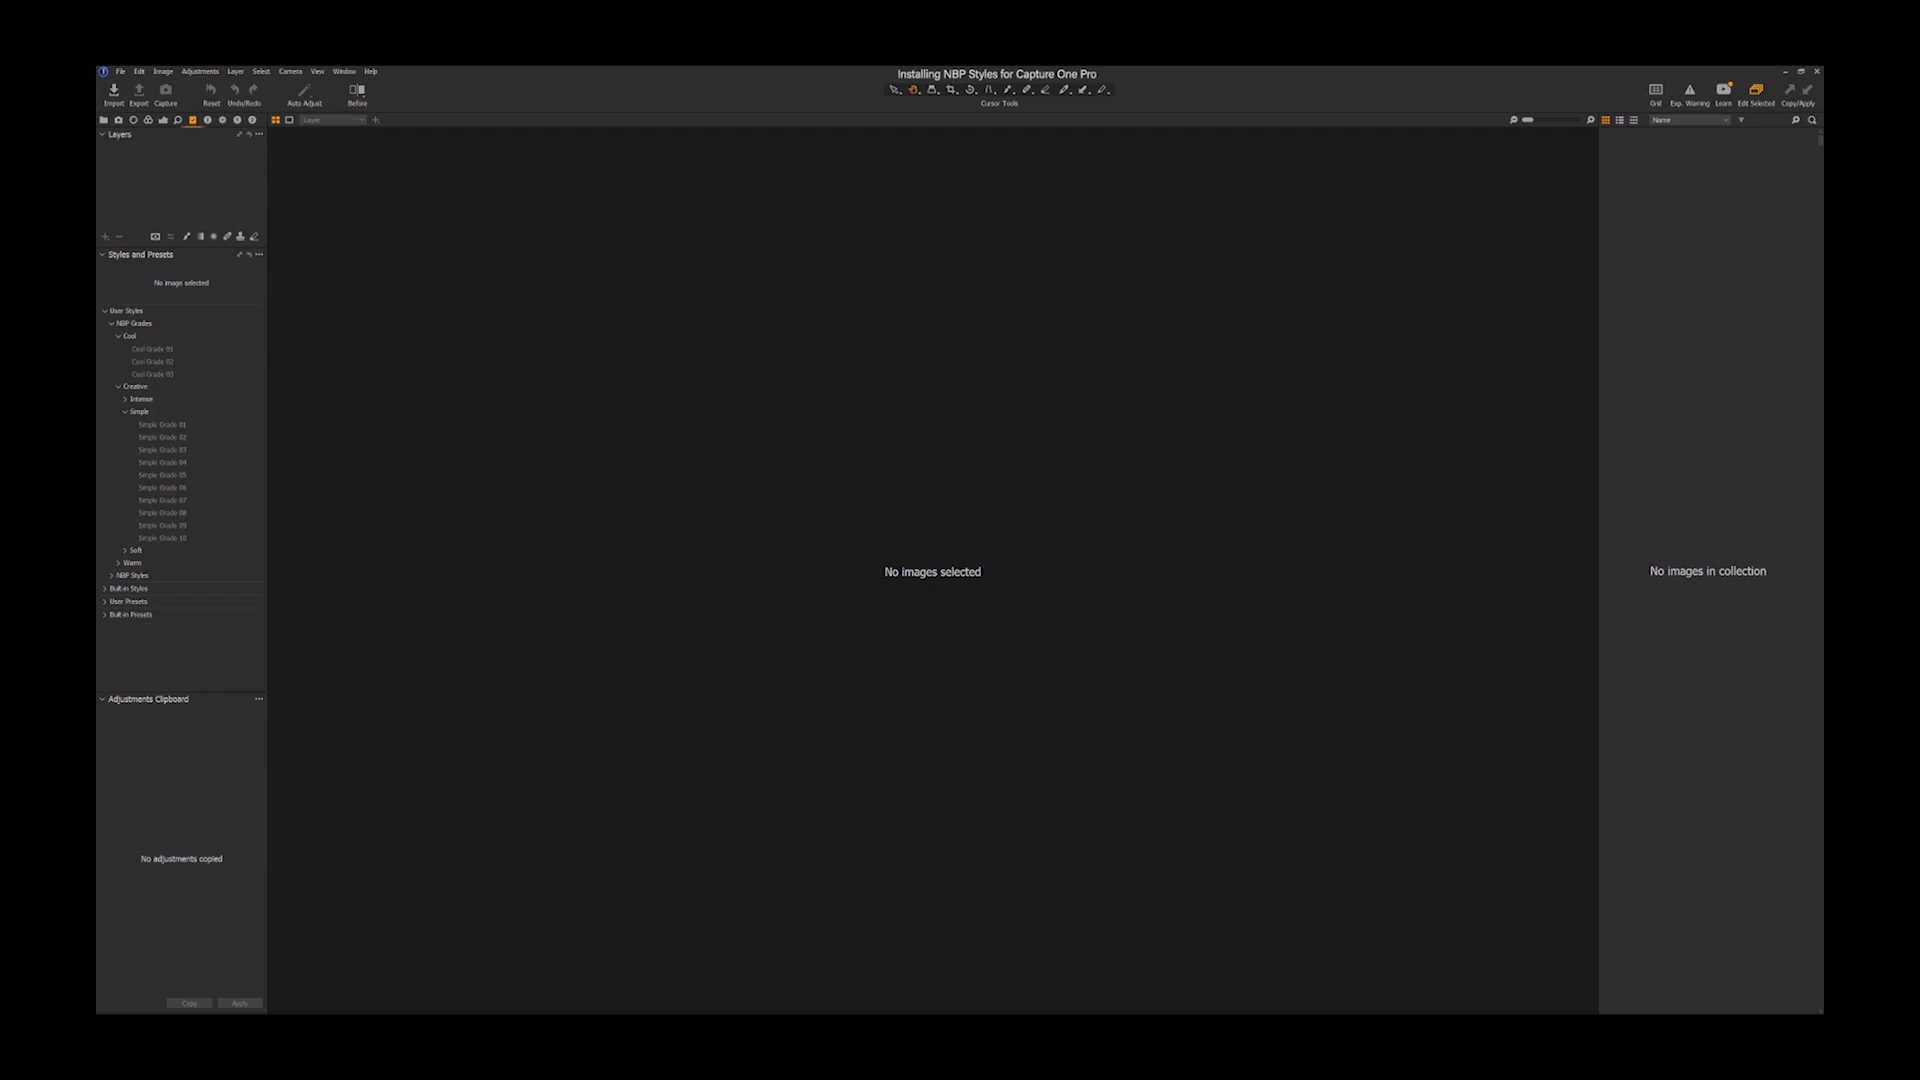 File Edit Image Adjustments Layer Select Camera View Window Help
Installing NBP Styles for Capture One Pro
Import Export Capture Reset Undo/Redo Auto Adjust Before
Cursor Tools
Grid Exp. Warning Learn Edit Selected Copy/Apply
Layer
Name
Layers
Styles and Presets
No image selected
User Styles
NBP Grades
Cool
Cool Grade 01
Cool Grade 02
Cool Grade 03
Creative
Intense
Simple
Simple Grade 01
Simple Grade 02
Simple Grade 03
Simple Grade 04
Simple Grade 05
Simple Grade 06
Simple Grade 07
Simple Grade 08
Simple Grade 09
Simple Grade 10
Soft
Warm
NBP Styles
Built-in Styles
User Presets
Built-in Presets
No images selected
No images in collection
Adjustments Clipboard
No adjustments copied
Copy Apply